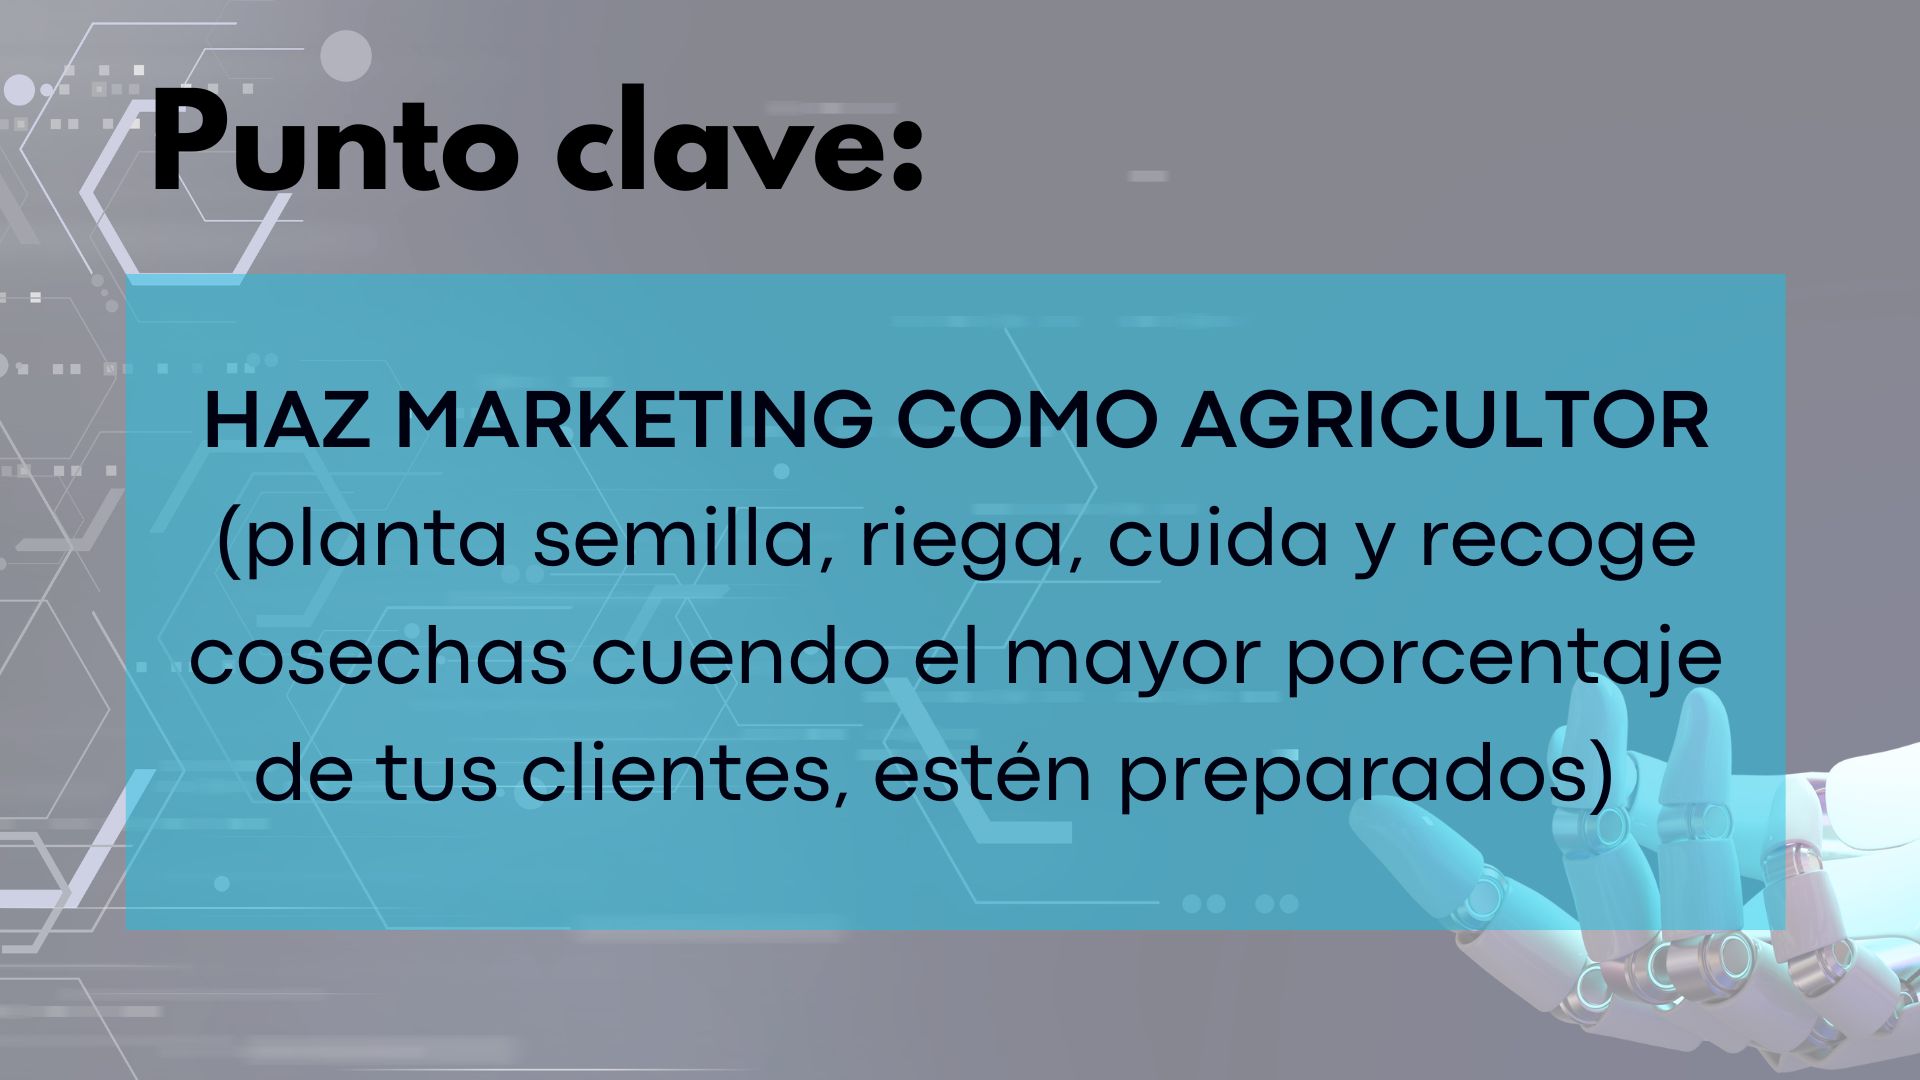 Punto clave:
HAZ MARKETING COMO AGRICULTOR
(planta semilla, riega, cuida y recoge
cosechas cuendo el mayor porcentaje
de tus clientes, estén preparados)